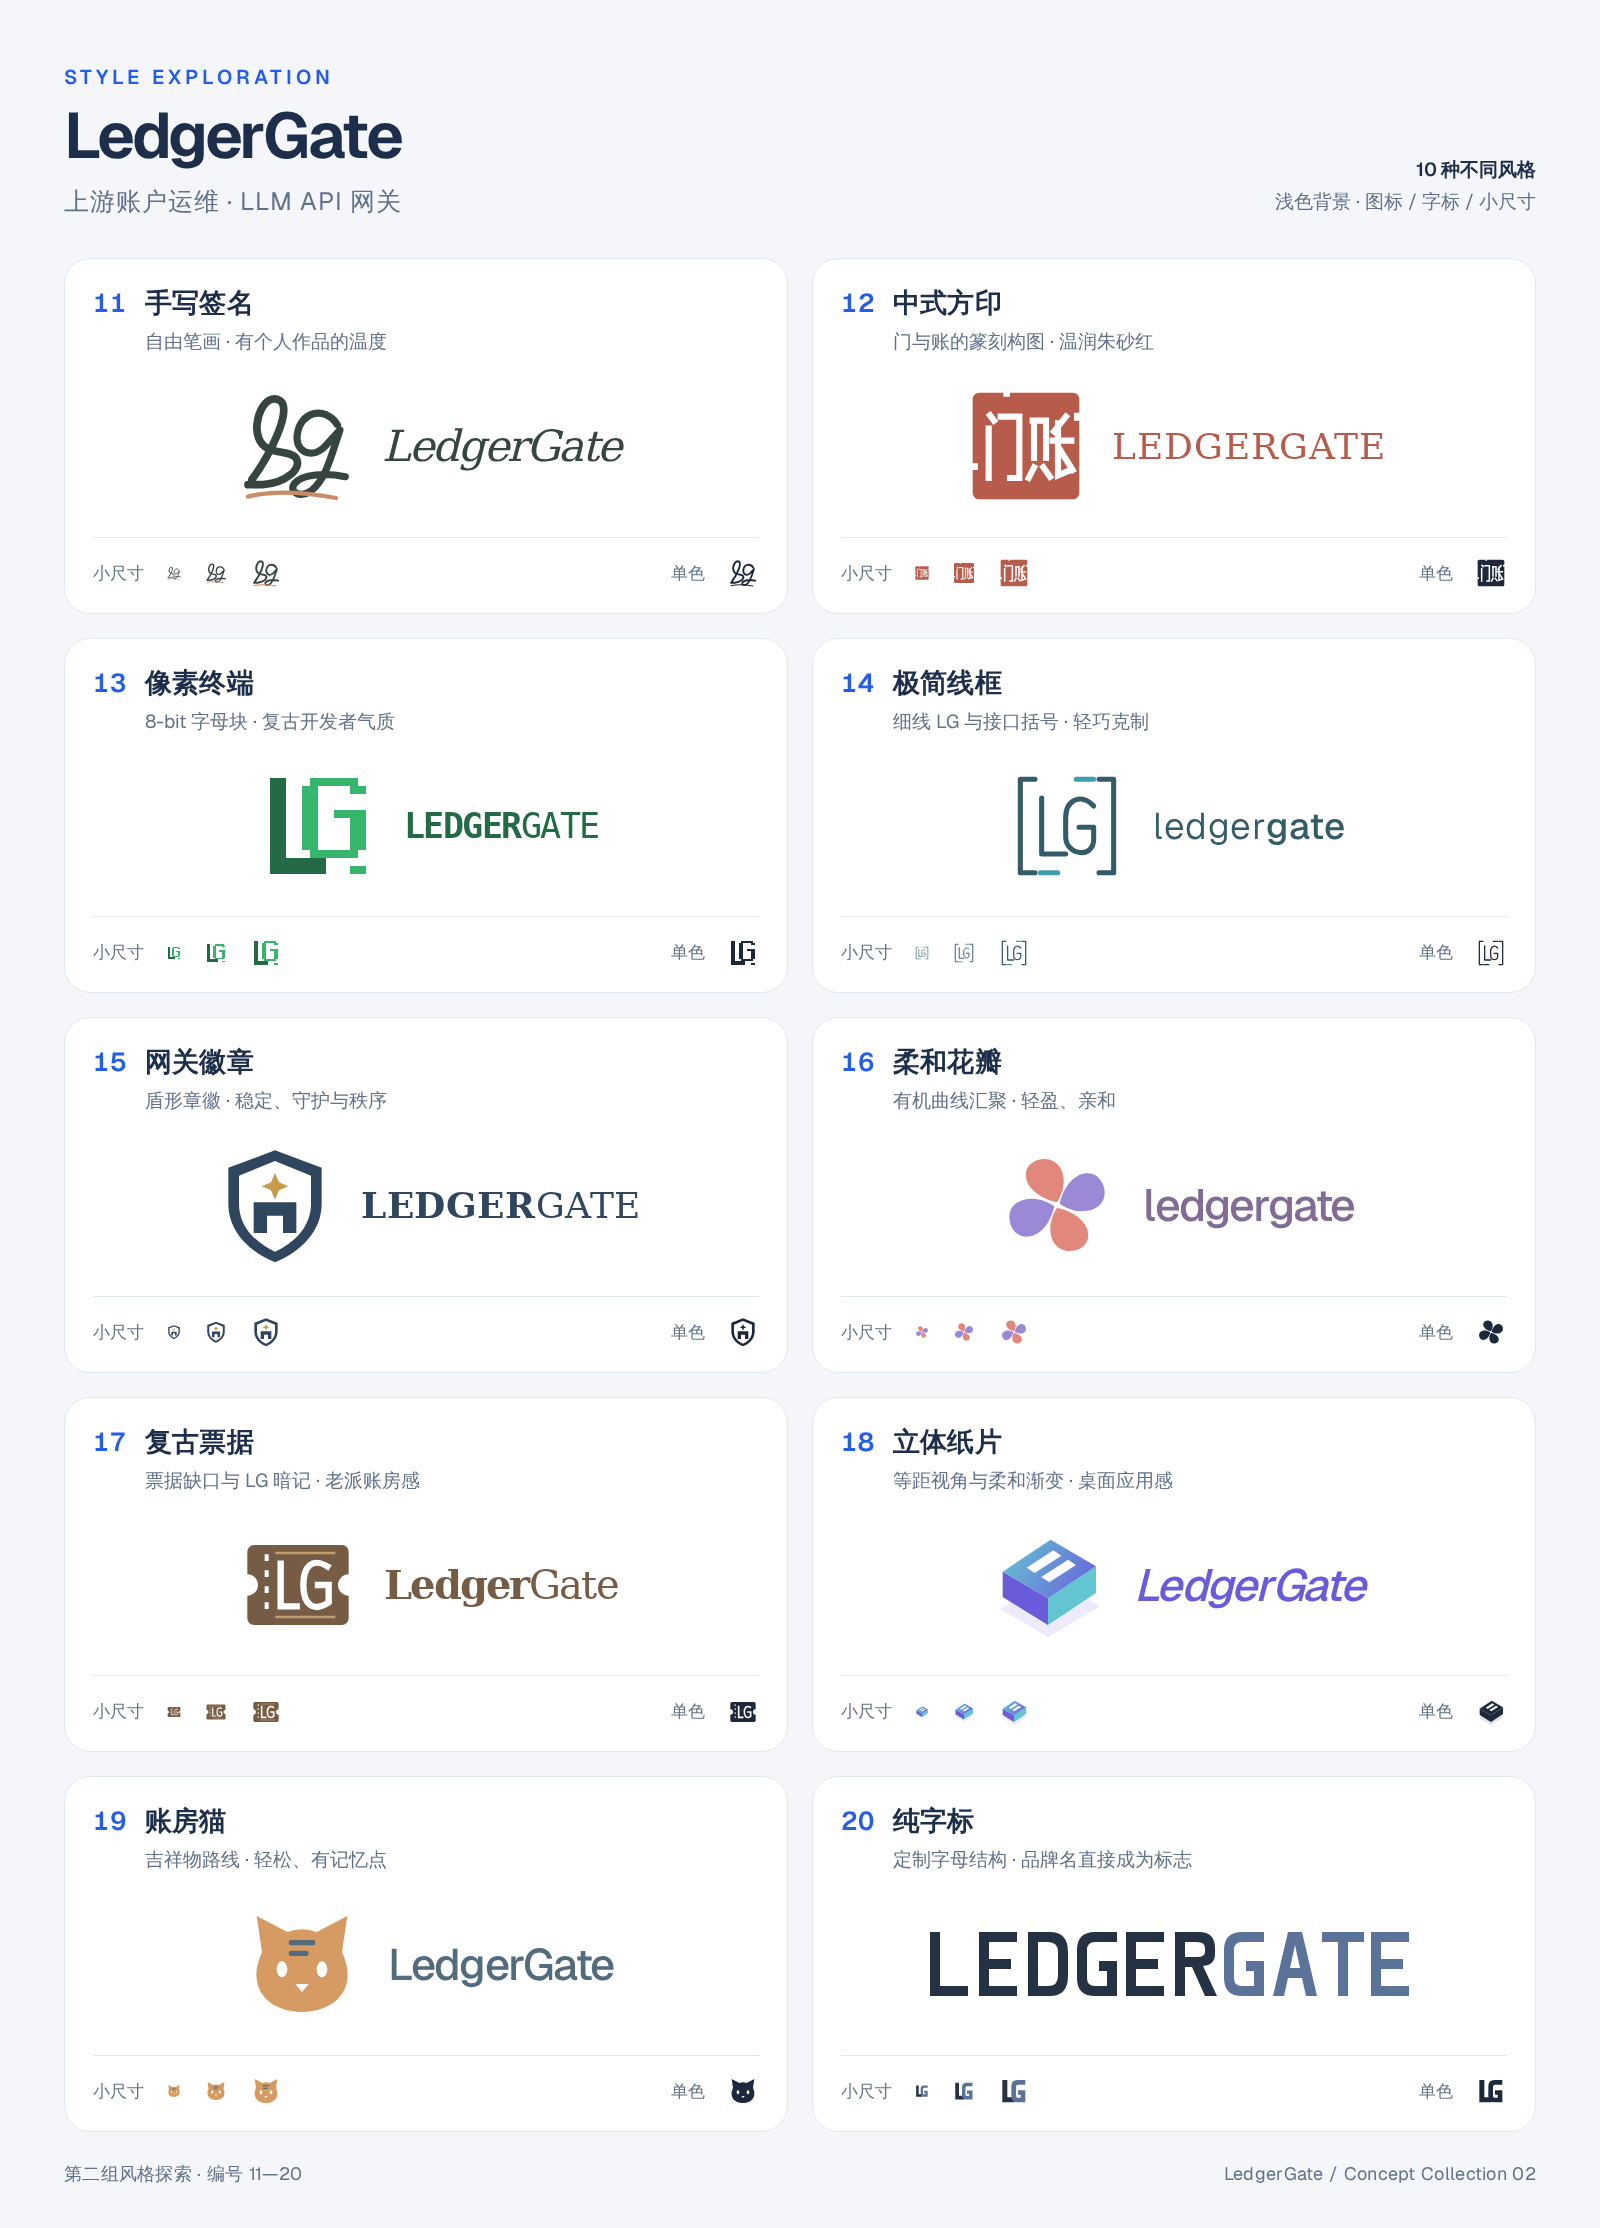 STYLE EXPLORATION
LedgerGate
上游账户运维 · LLM API 网关
10 种不同风格
浅色背景 · 图标 / 字标 / 小尺寸
11 手写签名
自由笔画 · 有个人作品的温度
lg LedgerGate
小尺寸 单色
12 中式方印
门与账的篆刻构图 · 温润朱砂红
门账 LEDGERGATE
小尺寸 单色
13 像素终端
8-bit 字母块 · 复古开发者气质
LG LEDGERGATE
小尺寸 单色
14 极简线框
细线 LG 与接口括号 · 轻巧克制
[LG] ledgergate
小尺寸 单色
15 网关徽章
盾形章徽 · 稳定、守护与秩序
LEDGERGATE
小尺寸 单色
16 柔和花瓣
有机曲线汇聚 · 轻盈、亲和
ledgergate
小尺寸 单色
17 复古票据
票据缺口与 LG 暗记 · 老派账房感
LG LedgerGate
小尺寸 单色
18 立体纸片
等距视角与柔和渐变 · 桌面应用感
LedgerGate
小尺寸 单色
19 账房猫
吉祥物路线 · 轻松、有记忆点
LedgerGate
小尺寸 单色
20 纯字标
定制字母结构 · 品牌名直接成为标志
LEDGERGATE
小尺寸 LG LG LG 单色 LG
第二组风格探索 · 编号 11—20
LedgerGate / Concept Collection 02